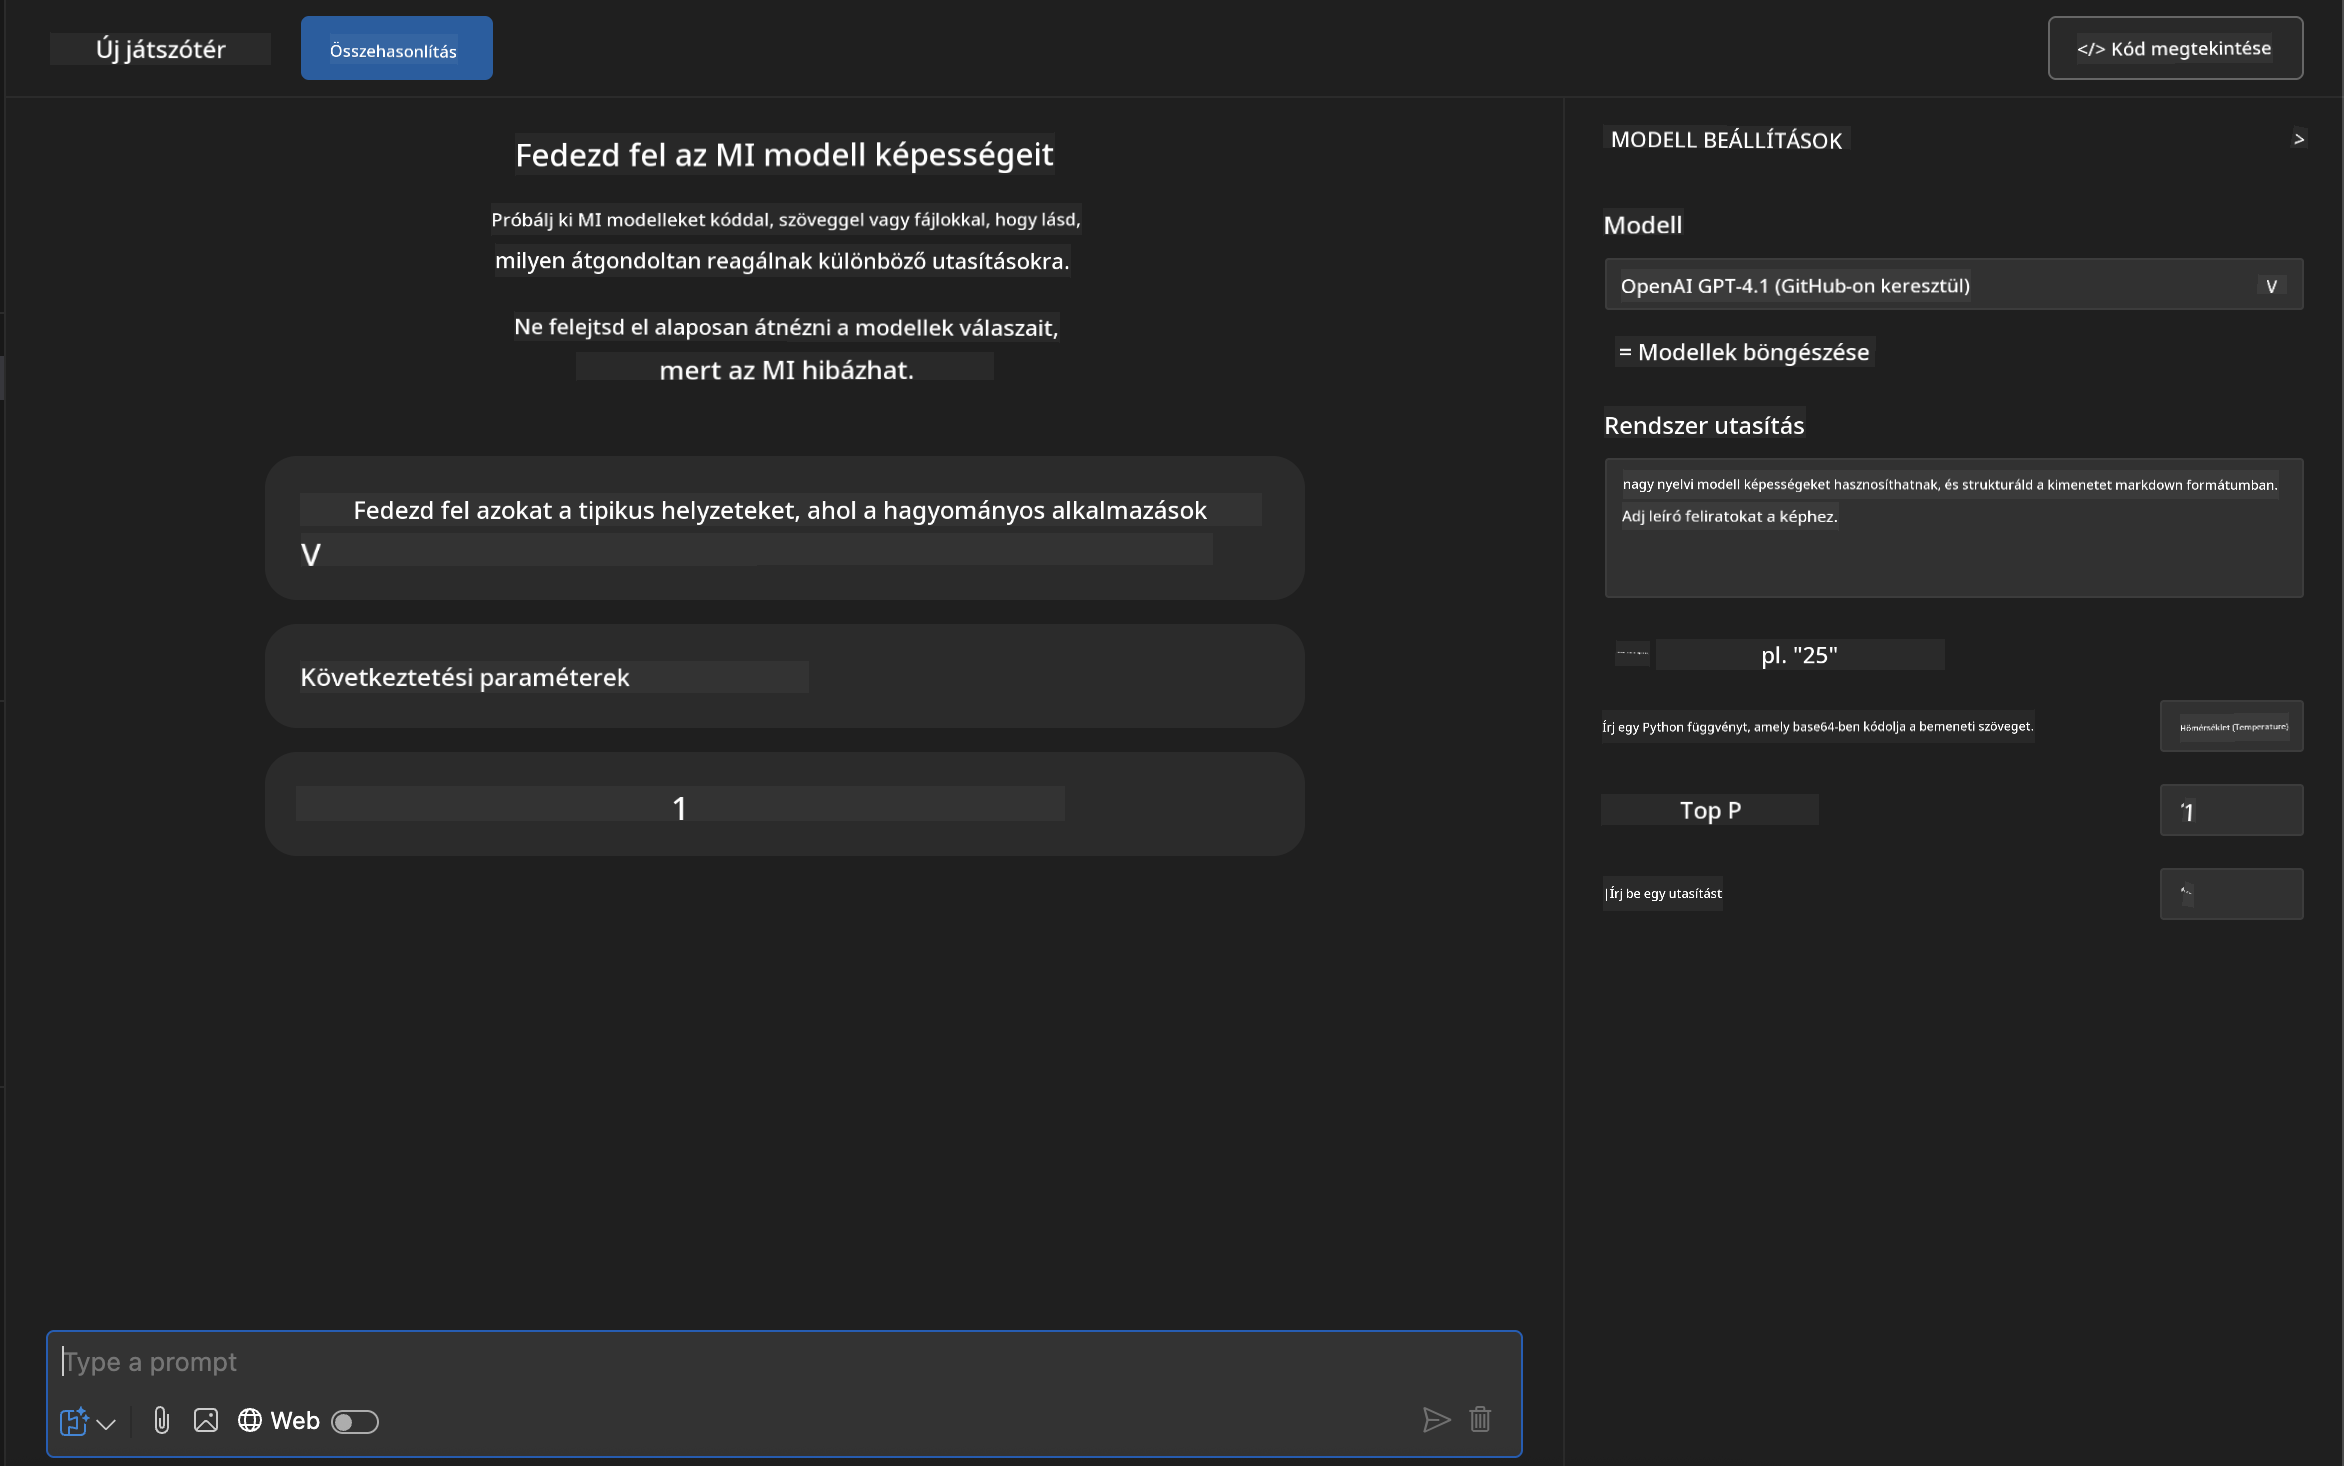 Új játszótér
Összehasonlítás
</> Kód megtekintése
Fedezd fel az MI modell képességeit
Próbálj ki MI modelleket kóddal, szöveggel vagy fájlokkal, hogy lásd,
milyen átgondoltan reagálnak különböző utasításokra.
Ne felejtsd el alaposan átnézni a modellek válaszait,
mert az MI hibázhat.
Fedezd fel azokat a tipikus helyzeteket, ahol a hagyományos alkalmazások
V
Következtetési paraméterek
1
Type a prompt
Web
MODELL BEÁLLÍTÁSOK
>
Modell
OpenAI GPT-4.1 (GitHub-on keresztül)
V
= Modellek böngészése
Rendszer utasítás
nagy nyelvi modell képességeket hasznosíthatnak, és strukturáld a kimenetet markdown formátumban.
Adj leíró feliratokat a képhez.
pl. "25"
Írj egy Python függvényt, amely base64-ben kódolja a bemeneti szöveget.
Hőmérséklet (Temperature)
Top P
1
|Írj be egy utasítást